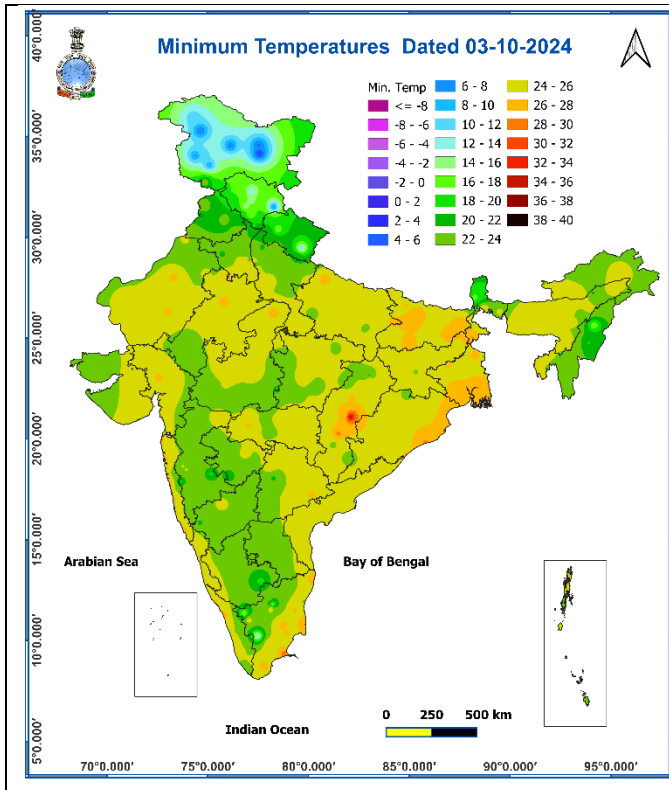 Minimum Temperatures Dated 03-10-2024
Min. Temp
<= -8
-8 - -6
-6 - -4
-4 - -2
-2 - 0
0 - 2
2 - 4
4 - 6
6 - 8
8 - 10
10 - 12
12 - 14
14 - 16
16 - 18
18 - 20
20 - 22
22 - 24
24 - 26
26 - 28
28 - 30
30 - 32
32 - 34
34 - 36
36 - 38
38 - 40
40°0.000'
35°0.000'
30°0.000'
25°0.000'
20°0.000'
15°0.000'
10°0.000'
5°0.000'
Arabian Sea
Bay of Bengal
Indian Ocean
0 250 500 km
70°0.000' 75°0.000' 80°0.000' 85°0.000' 90°0.000' 95°0.000'